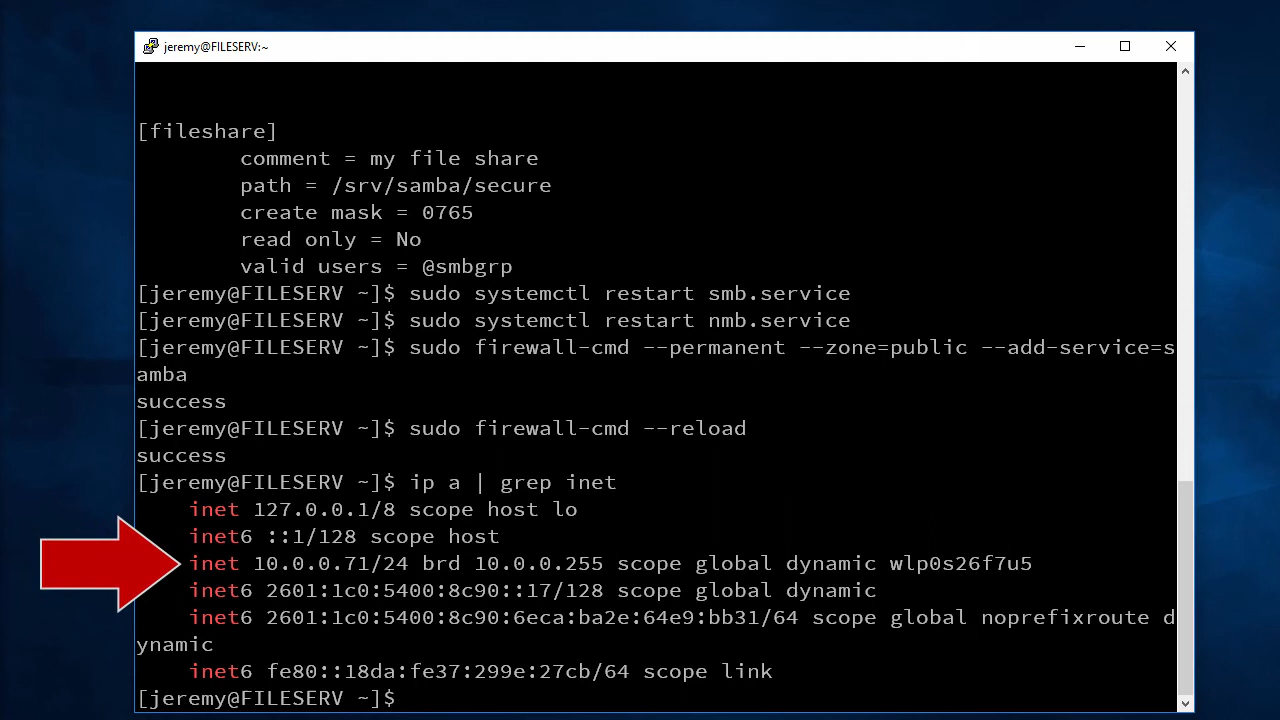 jeremy@FILESERV:~
[fileshare]
comment = my file share
path = /srv/samba/secure
create mask = 0765
read only = No
valid users = @smbgrp
[jeremy@FILESERV ~]$ sudo systemctl restart smb.service
[jeremy@FILESERV ~]$ sudo systemctl restart nmb.service
[jeremy@FILESERV ~]$ sudo firewall-cmd --permanent --zone=public --add-service=s
amba
success
[jeremy@FILESERV ~]$ sudo firewall-cmd --reload
success
[jeremy@FILESERV ~]$ ip a | grep inet
inet 127.0.0.1/8 scope host lo
inet6 ::1/128 scope host
inet 10.0.0.71/24 brd 10.0.0.255 scope global dynamic wlp0s26f7u5
inet6 2601:1c0:5400:8c90::17/128 scope global dynamic
inet6 2601:1c0:5400:8c90:6eca:ba2e:64e9:bb31/64 scope global noprefixroute d
ynamic
inet6 fe80::18da:fe37:299e:27cb/64 scope link
[jeremy@FILESERV ~]$